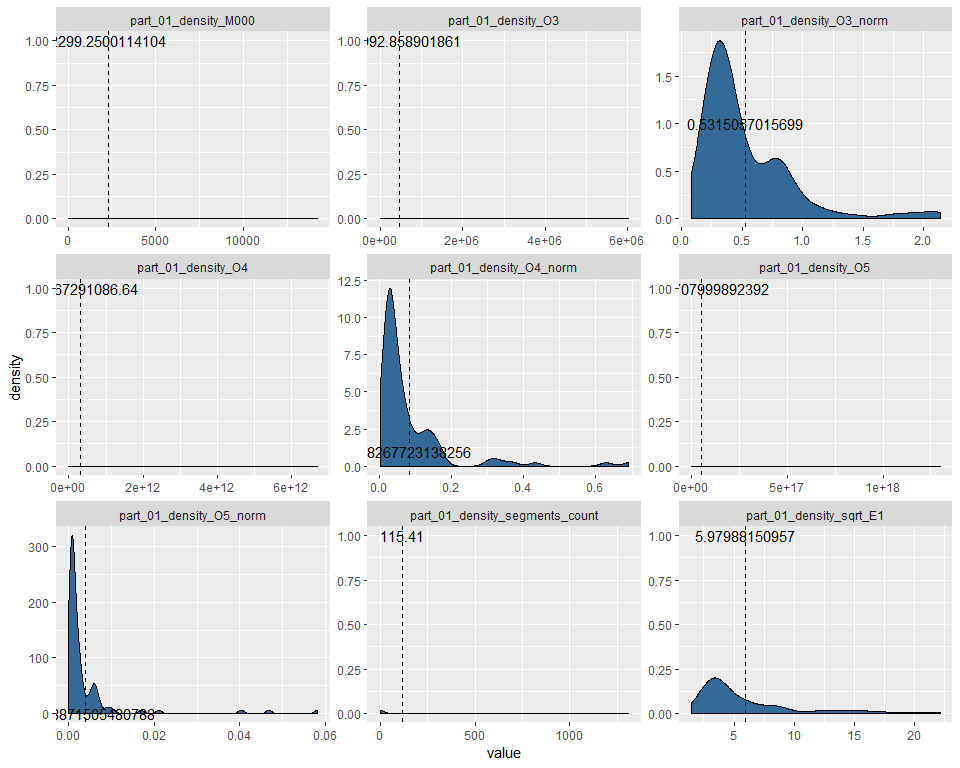 part_01_density_M000
part_01_density_O3
part_01_density_O3_norm
1.00
0.75
0.50
0.25
0.00
299.2500114104
0 5000 10000
1.00
0.75
0.50
0.25
0.00
92.858901861
0e+00 2e+06 4e+06 6e+06
1.5
1.0
0.5
0.0
0.5315057015699
0.0 0.5 1.0 1.5 2.0
part_01_density_O4
part_01_density_O4_norm
part_01_density_O5
1.00
0.75
0.50
0.25
0.00
67291086.64
0e+00 2e+12 4e+12 6e+12
12.5
10.0
7.5
5.0
2.5
0.0
8267723138256
0.0 0.2 0.4 0.6
1.00
0.75
0.50
0.25
0.00
07999892392
0e+00 5e+17 1e+18
part_01_density_O5_norm
part_01_density_segments_count
part_01_density_sqrt_E1
300
200
100
0
3871505480788
0.00 0.02 0.04 0.06
1.00
0.75
0.50
0.25
0.00
115.41
0 500 1000
1.00
0.75
0.50
0.25
0.00
5.97988150957
5 10 15 20
density
value